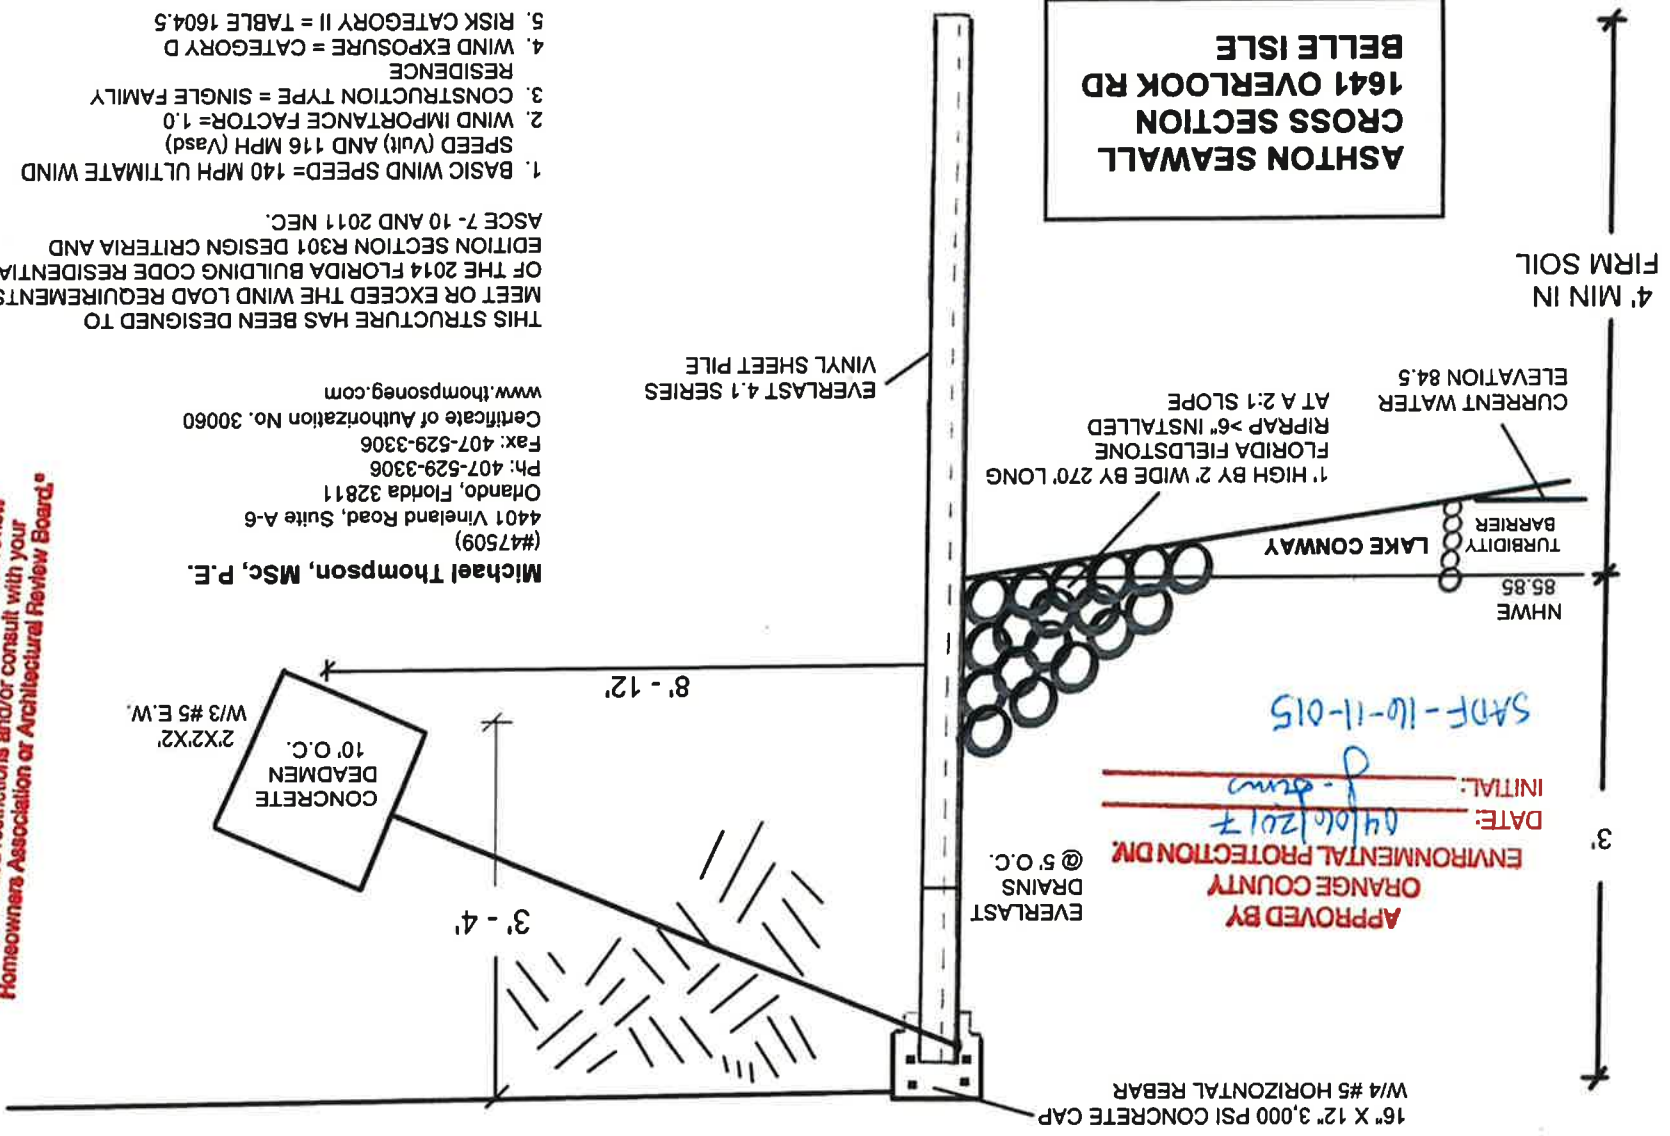 16" X 12" 3,000 PSI CONCRETE CAP
W/4 #5 HORIZONTAL REBAR
3'
APPROVED BY
ORANGE COUNTY
ENVIRONMENTAL PROTECTION DIV.
DATE: 04/06/2017
INITIAL:
SADF-16-11-015
EVERLAST
DRAINS
@ 5' O.C.
3' - 4'
CONCRETE
DEADMEN
10' O.C.
2'X2'X2'
W/3 #5 E.W.
8' - 12'
NHWE
85.85
TURBIDITY
BARRIER
LAKE CONWAY
CURRENT WATER
ELEVATION 84.5
1' HIGH BY 2' WIDE BY 270' LONG
FLORIDA FIELDSTONE
RIPRAP >6" INSTALLED
AT A 2:1 SLOPE
EVERLAST 4.1 SERIES
VINYL SHEET PILE
4' MIN IN
FIRM SOIL
ASHTON SEAWALL
CROSS SECTION
1641 OVERLOOK RD
BELLE ISLE
Michael Thompson, MSc, P.E.
(#47509)
4401 Vineland Road, Suite A-6
Orlando, Florida 32811
Ph: 407-529-3306
Fax: 407-529-3306
Certificate of Authorization No. 30060
www.thompsoneg.com
THIS STRUCTURE HAS BEEN DESIGNED TO
MEET OR EXCEED THE WIND LOAD REQUIREMENTS
OF THE 2014 FLORIDA BUILDING CODE RESIDENTIA
EDITION SECTION R301 DESIGN CRITERIA AND
ASCE 7- 10 AND 2011 NEC.
1. BASIC WIND SPEED= 140 MPH ULTIMATE WIND
SPEED (Vult) AND 116 MPH (Vasd)
2. WIND IMPORTANCE FACTOR= 1.0
3. CONSTRUCTION TYPE = SINGLE FAMILY
RESIDENCE
4. WIND EXPOSURE = CATEGORY D
5. RISK CATEGORY II = TABLE 1604.5
restrictions and/or consult with your
Homeowners Association or Architectural Review Board."